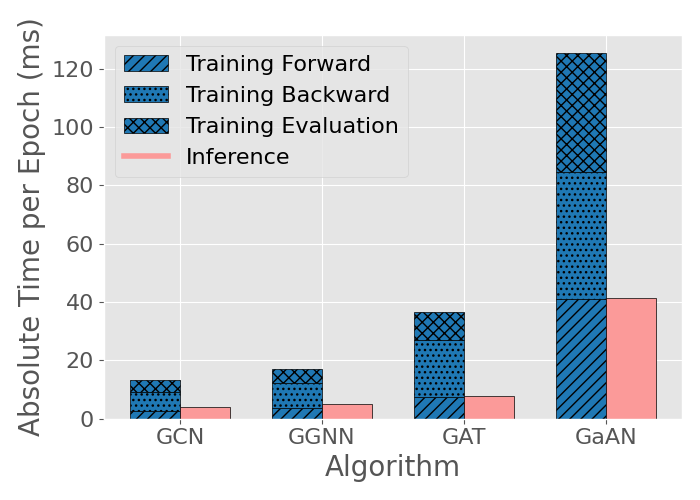 Absolute Time per Epoch (ms)
120
100
80
60
40
20
0
Training Forward
Training Backward
Training Evaluation
Inference
GCN GGNN GAT GaAN
Algorithm